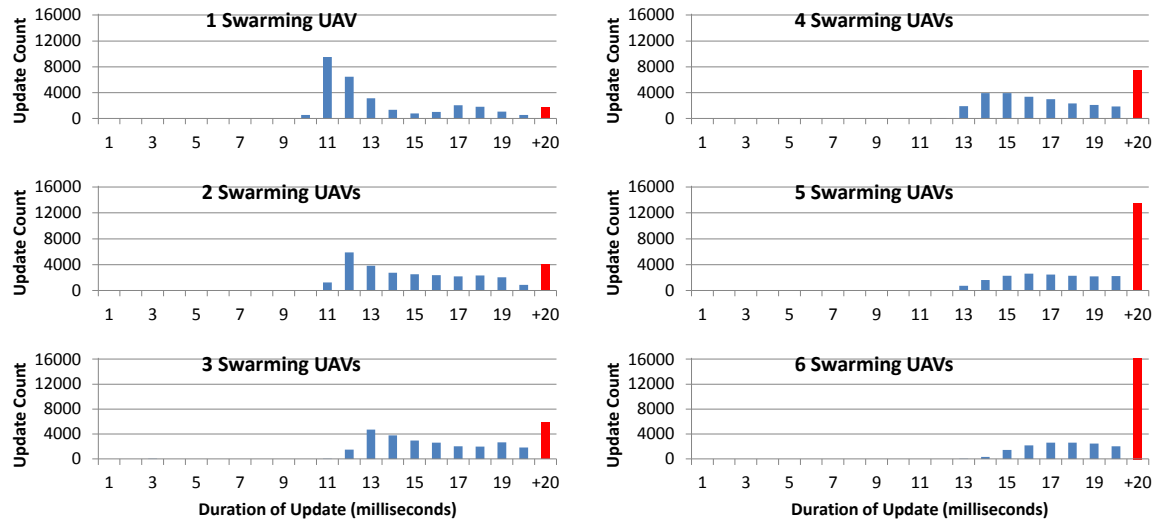 1 Swarming UAV
Update Count
16000
12000
8000
4000
0
1 3 5 7 9 11 13 15 17 19 +20
4 Swarming UAVs
Update Count
16000
12000
8000
4000
0
1 3 5 7 9 11 13 15 17 19 +20
2 Swarming UAVs
Update Count
16000
12000
8000
4000
0
1 3 5 7 9 11 13 15 17 19 +20
5 Swarming UAVs
Update Count
16000
12000
8000
4000
0
1 3 5 7 9 11 13 15 17 19 +20
3 Swarming UAVs
Update Count
16000
12000
8000
4000
0
1 3 5 7 9 11 13 15 17 19 +20
Duration of Update (milliseconds)
6 Swarming UAVs
Update Count
16000
12000
8000
4000
0
1 3 5 7 9 11 13 15 17 19 +20
Duration of Update (milliseconds)